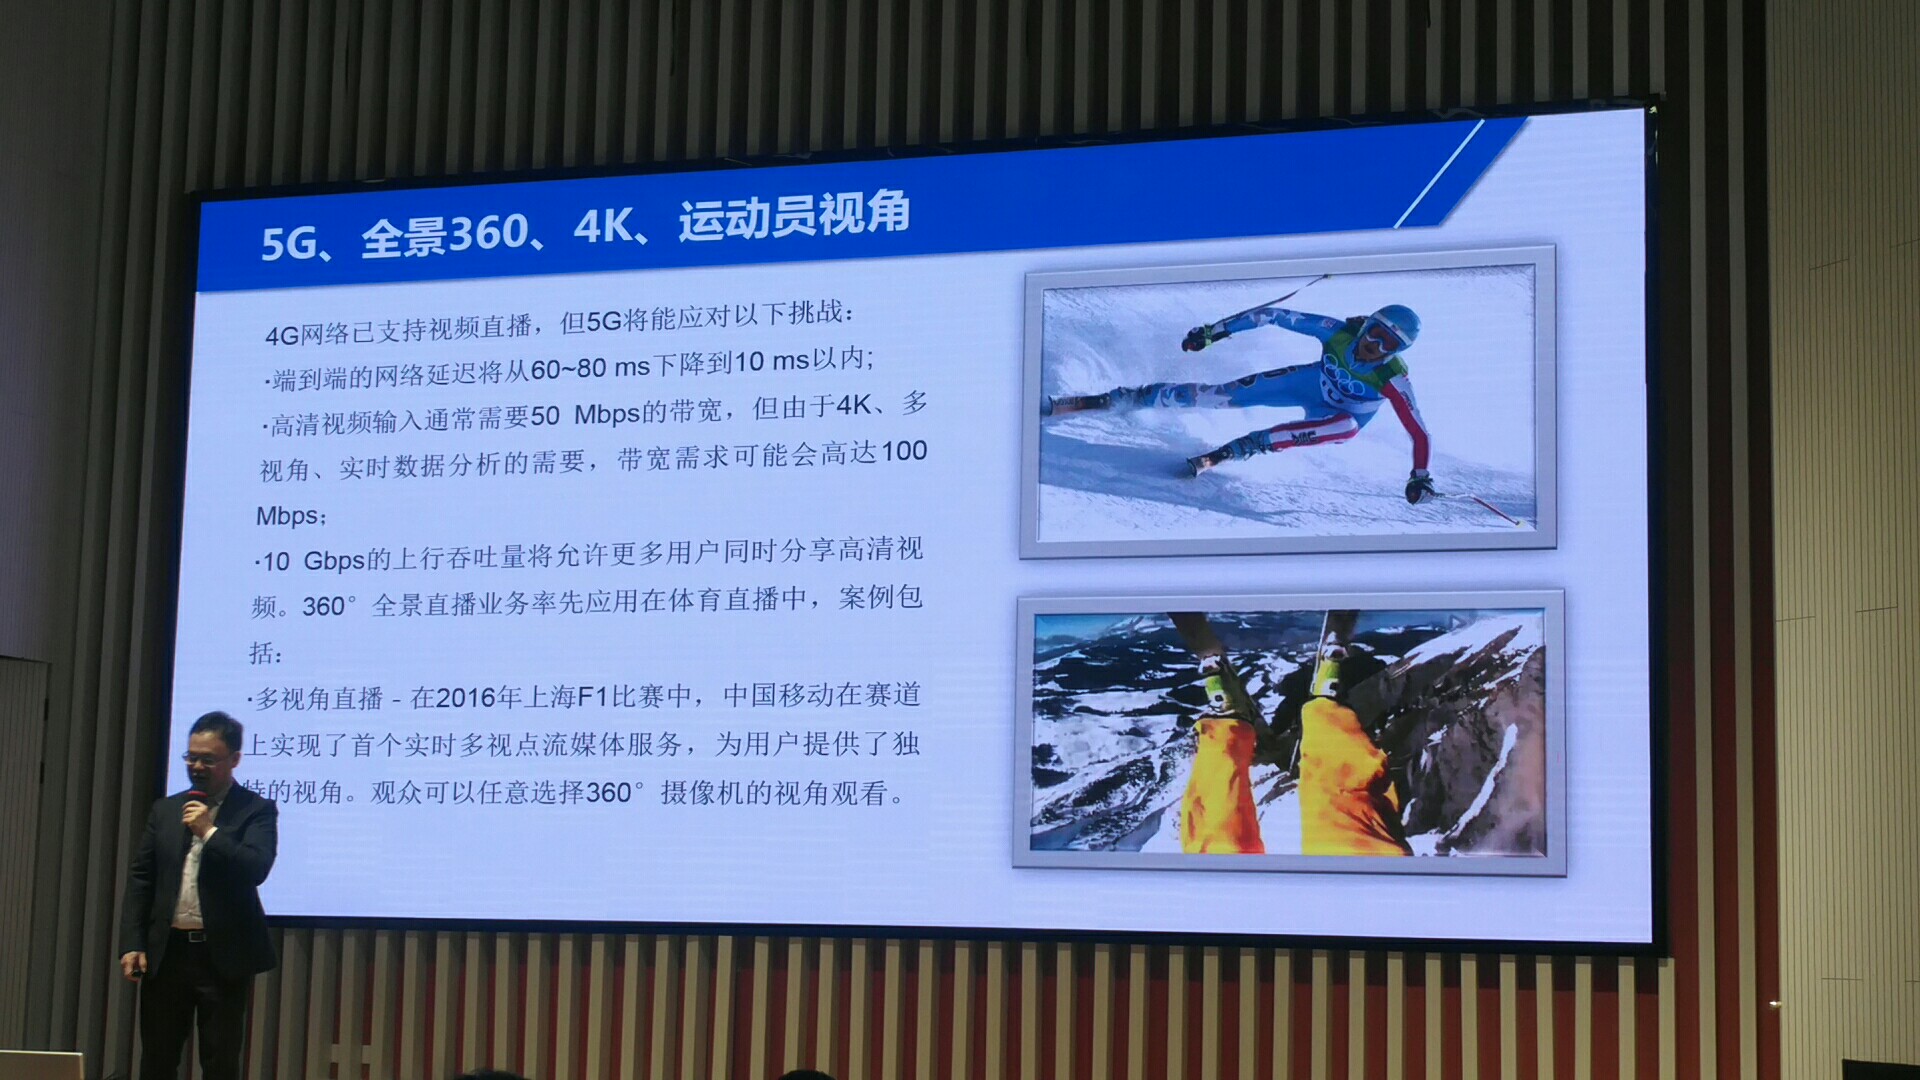 5G、全景360、4K、运动员视角
4G网络已支持视频直播，但5G将能应对以下挑战：
·端到端的网络延迟将从60~80 ms下降到10 ms以内;
·高清视频输入通常需要50 Mbps的带宽，但由于4K、多
视角、实时数据分析的需要，带宽需求可能会高达100
Mbps；
·10 Gbps的上行吞吐量将允许更多用户同时分享高清视
频。360°全景直播业务率先应用在体育直播中，案例包
括：
·多视角直播 - 在2016年上海F1比赛中，中国移动在赛道
上实现了首个实时多视点流媒体服务，为用户提供了独
特的视角。观众可以任意选择360°摄像机的视角观看。